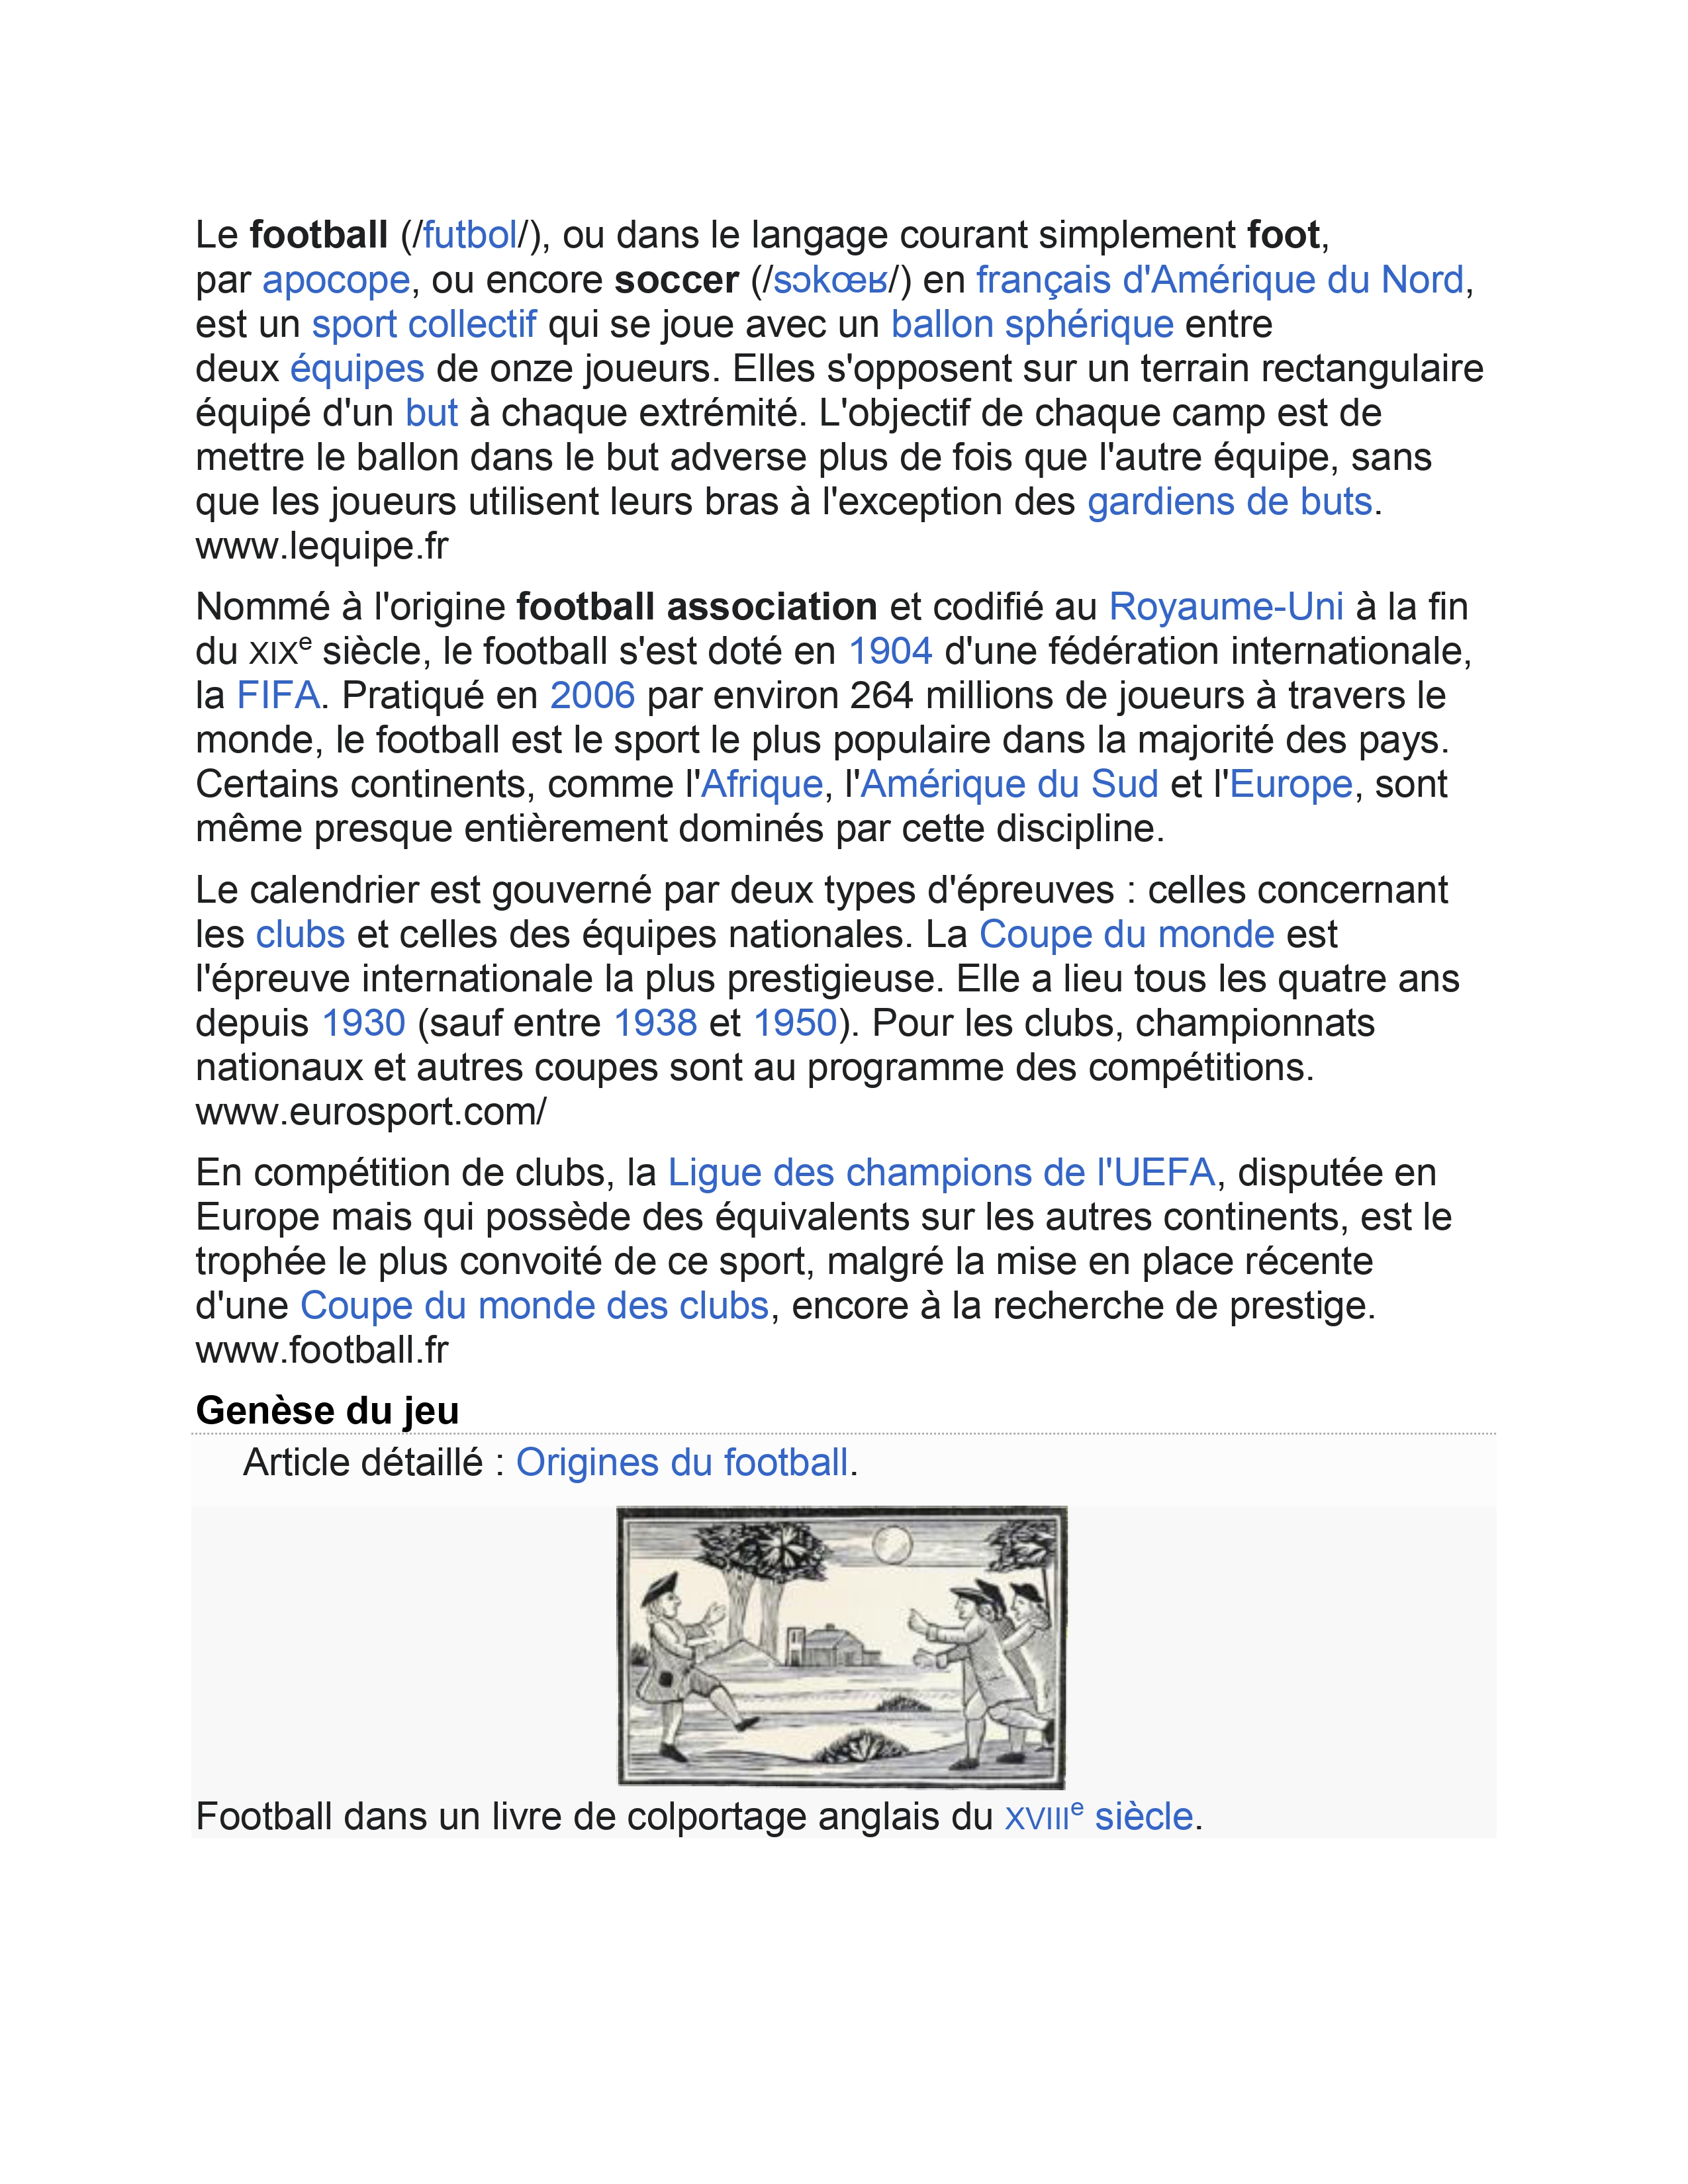 Le football (/futbol/), ou dans le langage courant simplement foot,
par apocope, ou encore soccer (/sɔkœʁ/) en français d'Amérique du Nord,
est un sport collectif qui se joue avec un ballon sphérique entre
deux équipes de onze joueurs. Elles s'opposent sur un terrain rectangulaire
équipé d'un but à chaque extrémité. L'objectif de chaque camp est de
mettre le ballon dans le but adverse plus de fois que l'autre équipe, sans
que les joueurs utilisent leurs bras à l'exception des gardiens de buts.
www.lequipe.fr
Nommé à l'origine football association et codifié au Royaume-Uni à la fin
du XIXe siècle, le football s'est doté en 1904 d'une fédération internationale,
la FIFA. Pratiqué en 2006 par environ 264 millions de joueurs à travers le
monde, le football est le sport le plus populaire dans la majorité des pays.
Certains continents, comme l'Afrique, l'Amérique du Sud et l'Europe, sont
même presque entièrement dominés par cette discipline.
Le calendrier est gouverné par deux types d'épreuves : celles concernant
les clubs et celles des équipes nationales. La Coupe du monde est
l'épreuve internationale la plus prestigieuse. Elle a lieu tous les quatre ans
depuis 1930 (sauf entre 1938 et 1950). Pour les clubs, championnats
nationaux et autres coupes sont au programme des compétitions.
www.eurosport.com/
En compétition de clubs, la Ligue des champions de l'UEFA, disputée en
Europe mais qui possède des équivalents sur les autres continents, est le
trophée le plus convoité de ce sport, malgré la mise en place récente
d'une Coupe du monde des clubs, encore à la recherche de prestige.
www.football.fr
Genèse du jeu
Article détaillé : Origines du football.
Football dans un livre de colportage anglais du XVIIIe siècle.